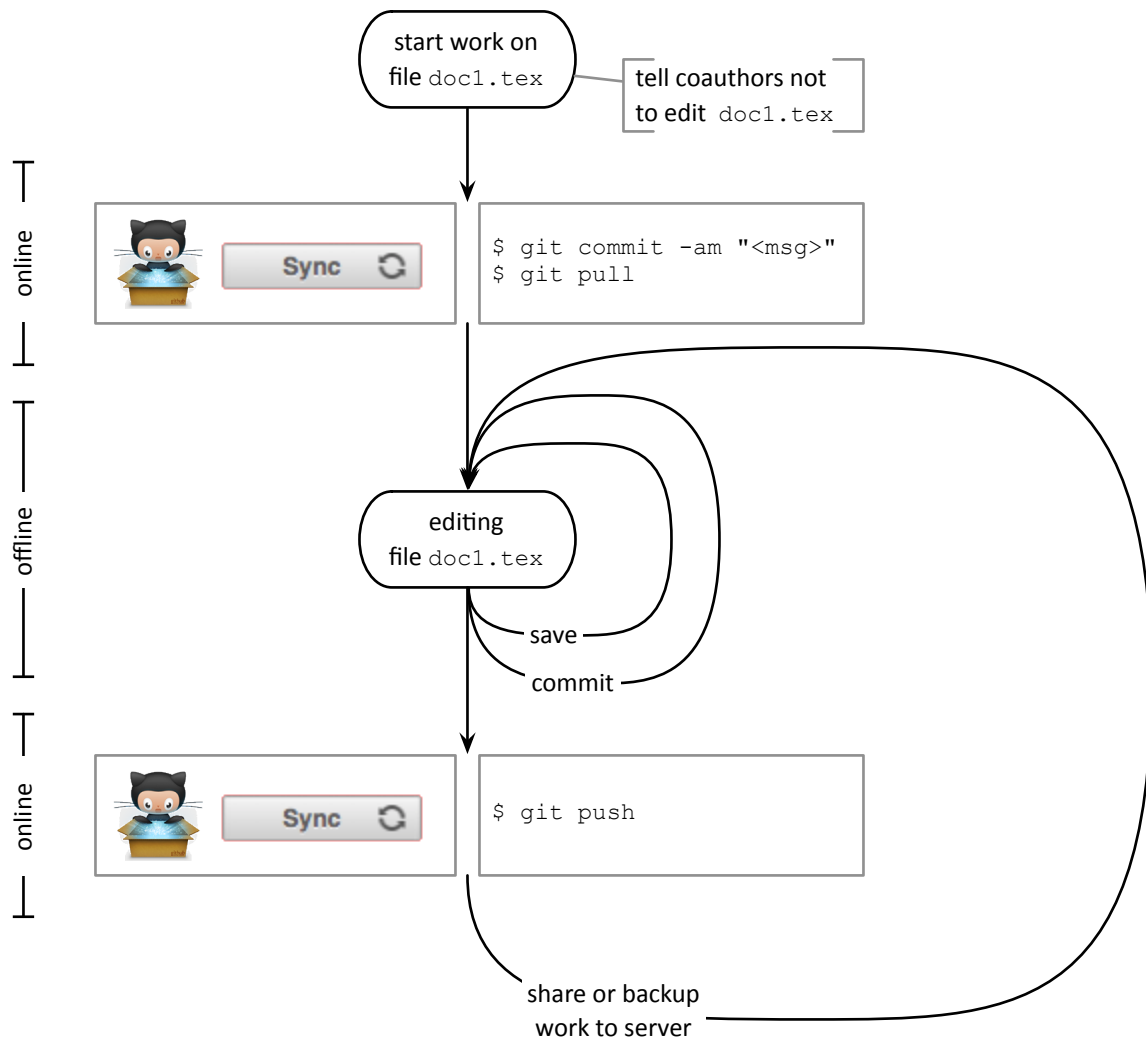 start work on
file doc1.tex
tell coauthors not
to edit doc1.tex
online
Sync
$ git commit -am "<msg>"
$ git pull
offline
editing
file doc1.tex
save
commit
online
Sync
$ git push
share or backup
work to server